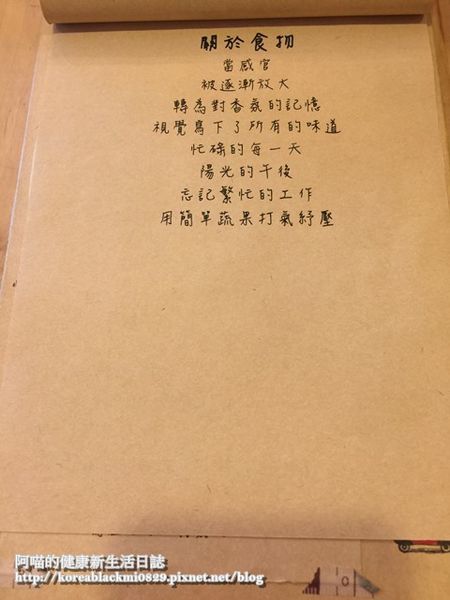 關於食物
當感官
被逐漸放大
轉為對香氛的記憶
視覺寫下了所有的味道
忙碌的每一天
陽光的午後
忘記繁忙的工作
用簡單蔬果打氣紓壓
阿喵的健康新生活日誌
http://koreablackmi0829.pixnet.net/blog